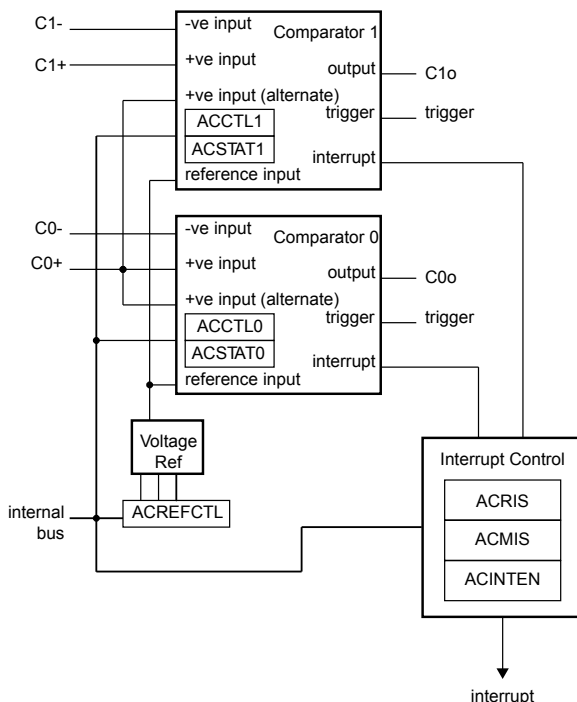 C1-
C1+
-ve input
Comparator 1
+ve input
output
C1o
+ve input (alternate)
trigger
trigger
ACCTL1
ACSTAT1
interrupt
reference input
C0-
C0+
-ve input
Comparator 0
+ve input
output
C0o
+ve input (alternate)
trigger
trigger
ACCTL0
ACSTAT0
interrupt
reference input
Voltage
Ref
ACREFCTL
internal
bus
Interrupt Control
ACRIS
ACMIS
ACINTEN
interrupt